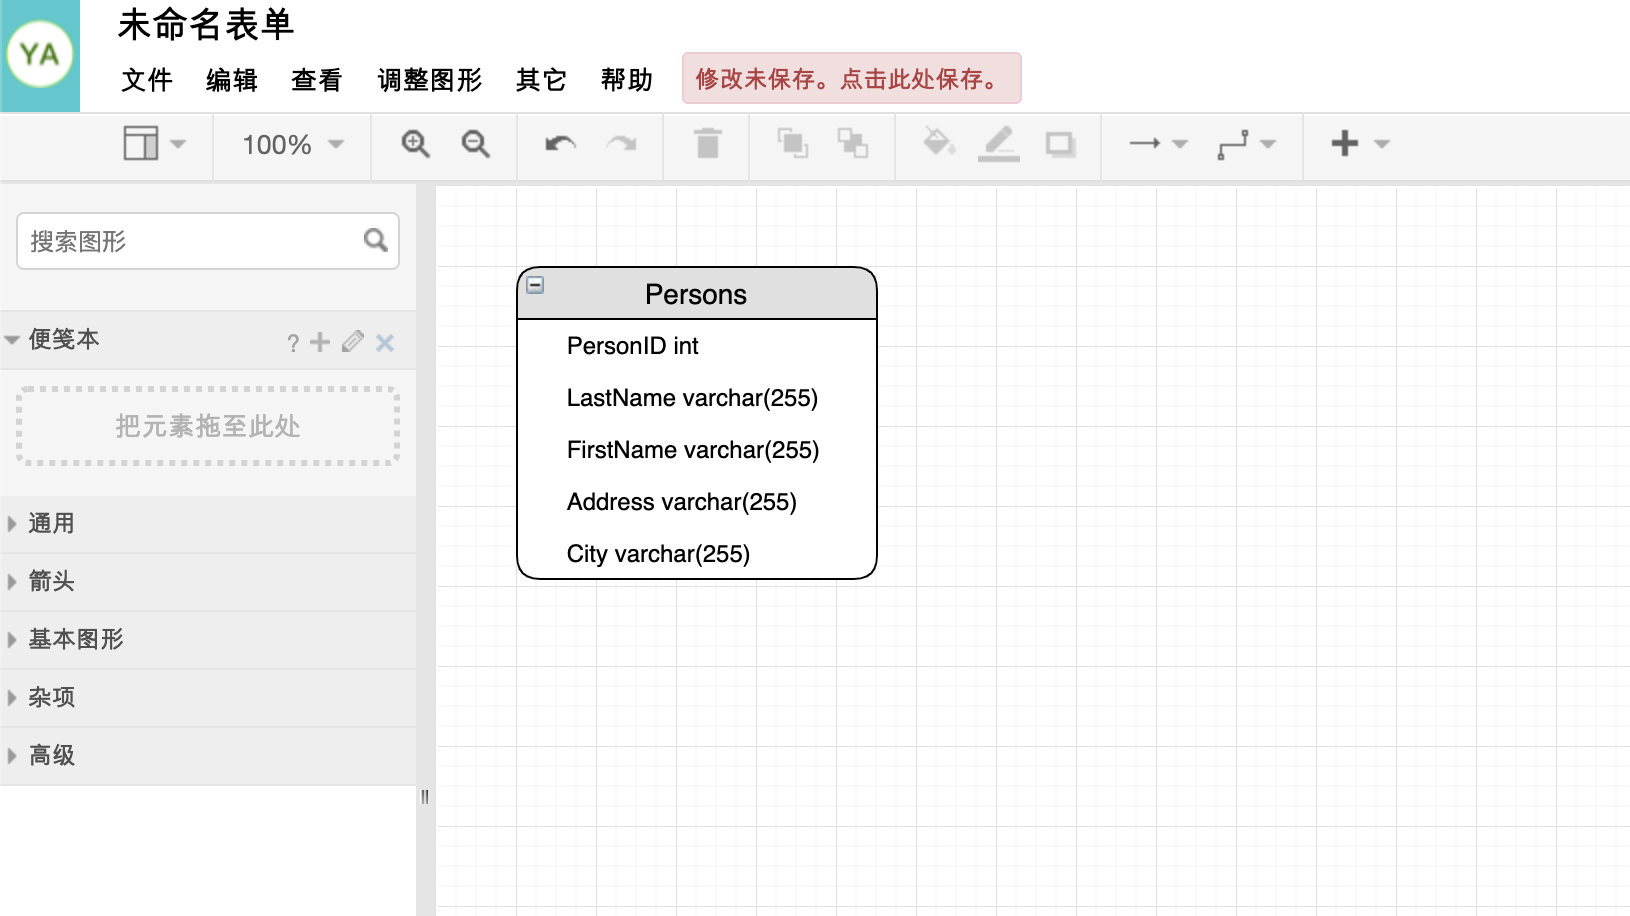 YA
未命名表单
文件 编辑 查看 调整图形 其它 帮助 修改未保存。点击此处保存。
100%
搜索图形
便笺本 ?
把元素拖至此处
通用
箭头
基本图形
杂项
高级
Persons
PersonID int
LastName varchar(255)
FirstName varchar(255)
Address varchar(255)
City varchar(255)